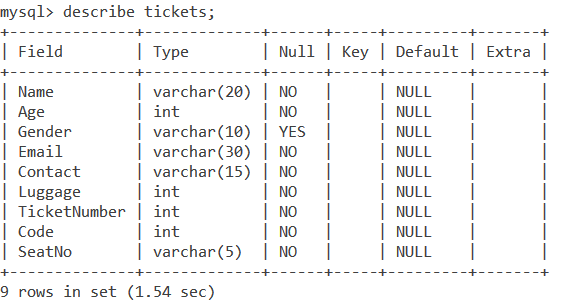 mysql> describe tickets;
+--------------+-------------+------+-----+---------+-------+
| Field        | Type        | Null | Key | Default | Extra |
+--------------+-------------+------+-----+---------+-------+
| Name         | varchar(20) | NO   |     | NULL    |       |
| Age          | int         | NO   |     | NULL    |       |
| Gender       | varchar(10) | YES  |     | NULL    |       |
| Email        | varchar(30) | NO   |     | NULL    |       |
| Contact      | varchar(15) | NO   |     | NULL    |       |
| Luggage      | int         | NO   |     | NULL    |       |
| TicketNumber | int         | NO   |     | NULL    |       |
| Code         | int         | NO   |     | NULL    |       |
| SeatNo       | varchar(5)  | NO   |     | NULL    |       |
+--------------+-------------+------+-----+---------+-------+
9 rows in set (1.54 sec)